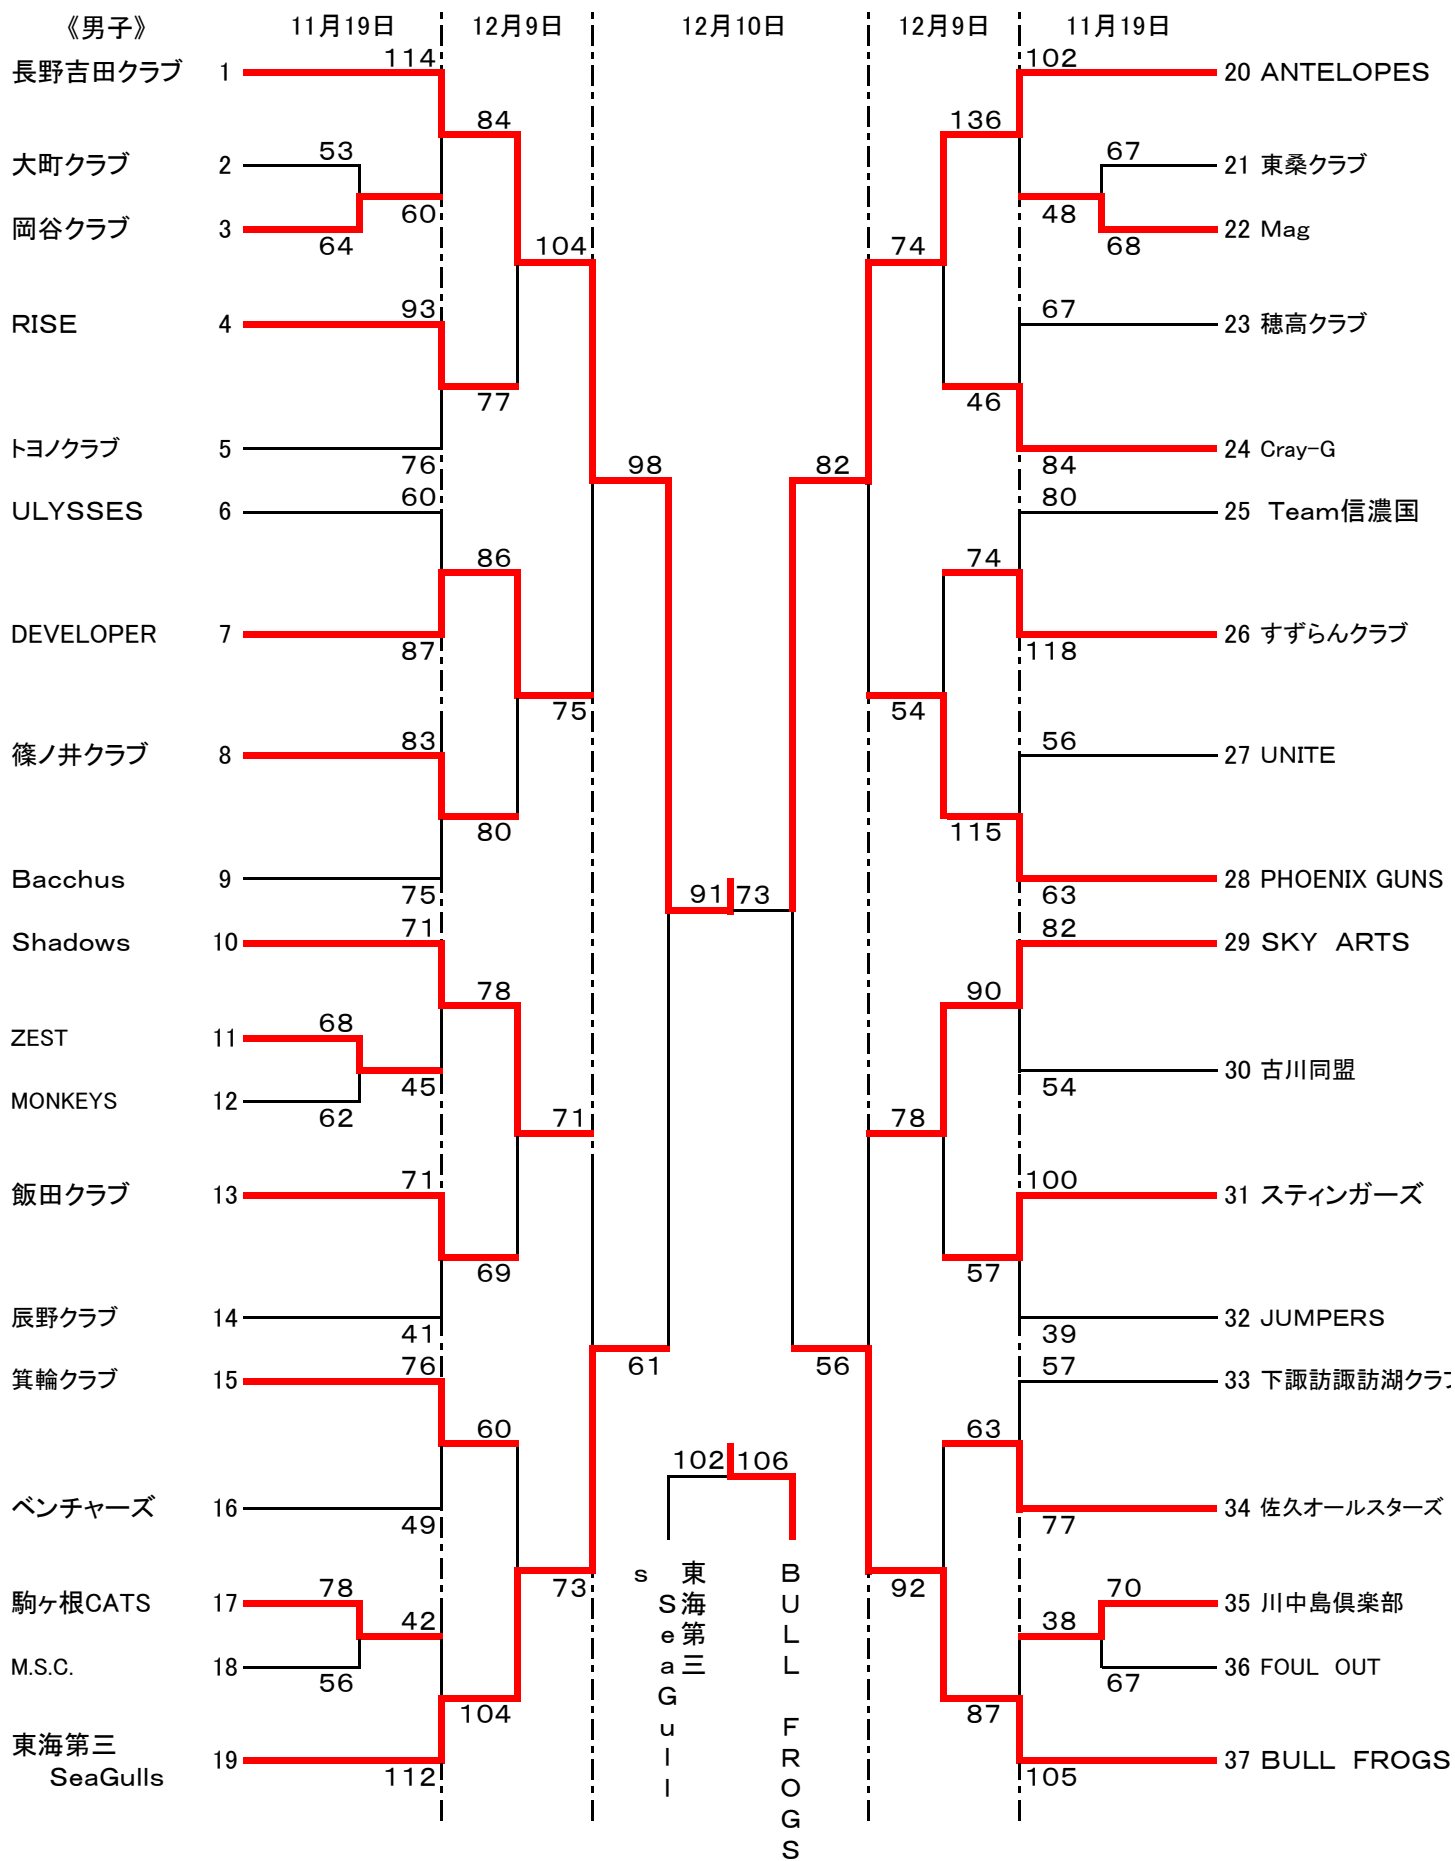 《男子》 11月19日 12月9日 12月10日 12月9日 11月19日
長野吉田クラブ 1 114 102 20 ANTELOPES
84 136
大町クラブ 2 53 67 21 東桑クラブ
60 48
岡谷クラブ 3 64 68 22 Mag
104 74
RISE 4 93 67 23 穂高クラブ
77 46
トヨノクラブ 5 76 84 24 Cray-G
98 82
ULYSSES 6 60 80 25 Team信濃国
86 74
DEVELOPER 7 87 118 26 すずらんクラブ
75 54
篠ノ井クラブ 8 83 56 27 UNITE
80 115
Bacchus 9 75 63 28 PHOENIX GUNS
91 73
Shadows 10 71 82 29 SKY ARTS
78 90
ZEST 11 68
45 54 30 古川同盟
MONKEYS 12 62
71 78
飯田クラブ 13 71 100 31 スティンガーズ
69 57
辰野クラブ 14 41 39 32 JUMPERS
61 56
箕輪クラブ 15 76 57 33 下諏訪諏訪湖クラブ
60 63
102 106
ベンチャーズ 16 49 77 34 佐久オールスターズ
73 92
駒ヶ根CATS 17 78 70 35 川中島倶楽部
42 38
M.S.C. 18 56 67 36 FOUL OUT
104 87
東海第三
SeaGulls 19 112 105 37 BULL FROGS
東海第三
SeaGull
s
BULL FROGS